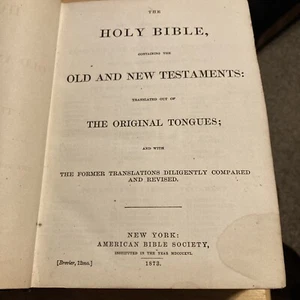 THE
HOLY BIBLE,
CONTAINING THE
OLD AND NEW TESTAMENTS:
TRANSLATED OUT OF
THE ORIGINAL TONGUES;
AND WITH
THE FORMER TRANSLATIONS DILIGENTLY COMPARED
AND REVISED.
NEW YORK:
AMERICAN BIBLE SOCIETY,
INSTITUTED IN THE YEAR MDCCCXVI.
1873.
[Brevier, 12mo.]